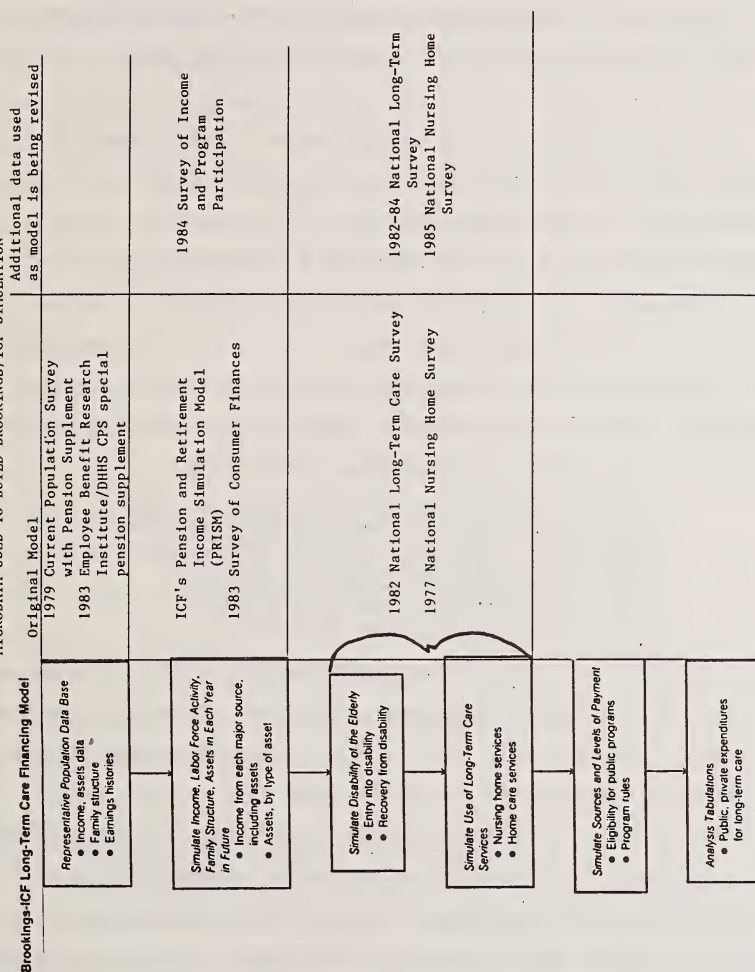 Brookings-ICF Long-Term Care Financing Model
Original Model
Additional data used
as model is being revised
Representative Population Data Base
● Income, assets data
● Family structure
● Earnings histories
1979 Current Population Survey
with Pension Supplement
1983 Employee Benefit Research
Institute/DHHS CPS special
pension supplement
Simulate Income, Labor Force Activity,
Family Structure, Assets in Each Year
in Future
● Income from each major source,
including assets
● Assets, by type of asset
ICF's Pension and Retirement
Income Simulation Model
(PRISM)
1983 Survey of Consumer Finances
1984 Survey of Income
and Program
Participation
Simulate Disability of the Elderly
● Entry into disability
● Recovery from disability
Simulate Use of Long-Term Care
Services
● Nursing home services
● Home care services
1982 National Long-Term Care Survey
1977 National Nursing Home Survey
1982-84 National Long-Term
Survey
1985 National Nursing Home
Survey
Simulate Sources and Levels of Payment
● Eligibility for public programs
● Program rules
Analysis Tabulations
● Public, private expenditures
for long-term care